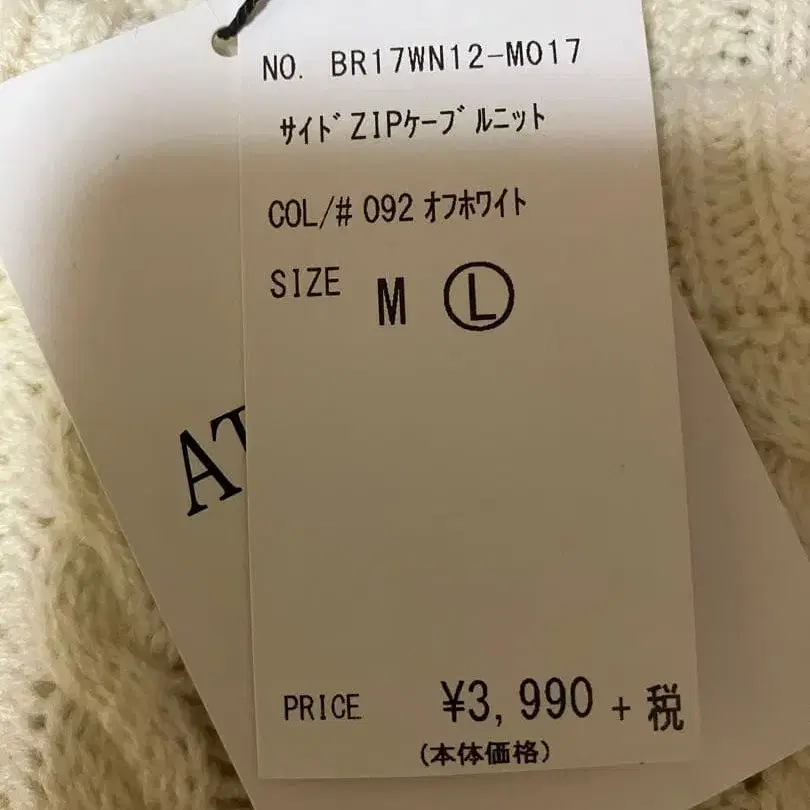 NO. BR17WN12-M017
サイドZIPケーブルニット
COL/# 092 オフホワイト
SIZE M Ⓛ
AT
PRICE ¥3,990 + 税
(本体価格)